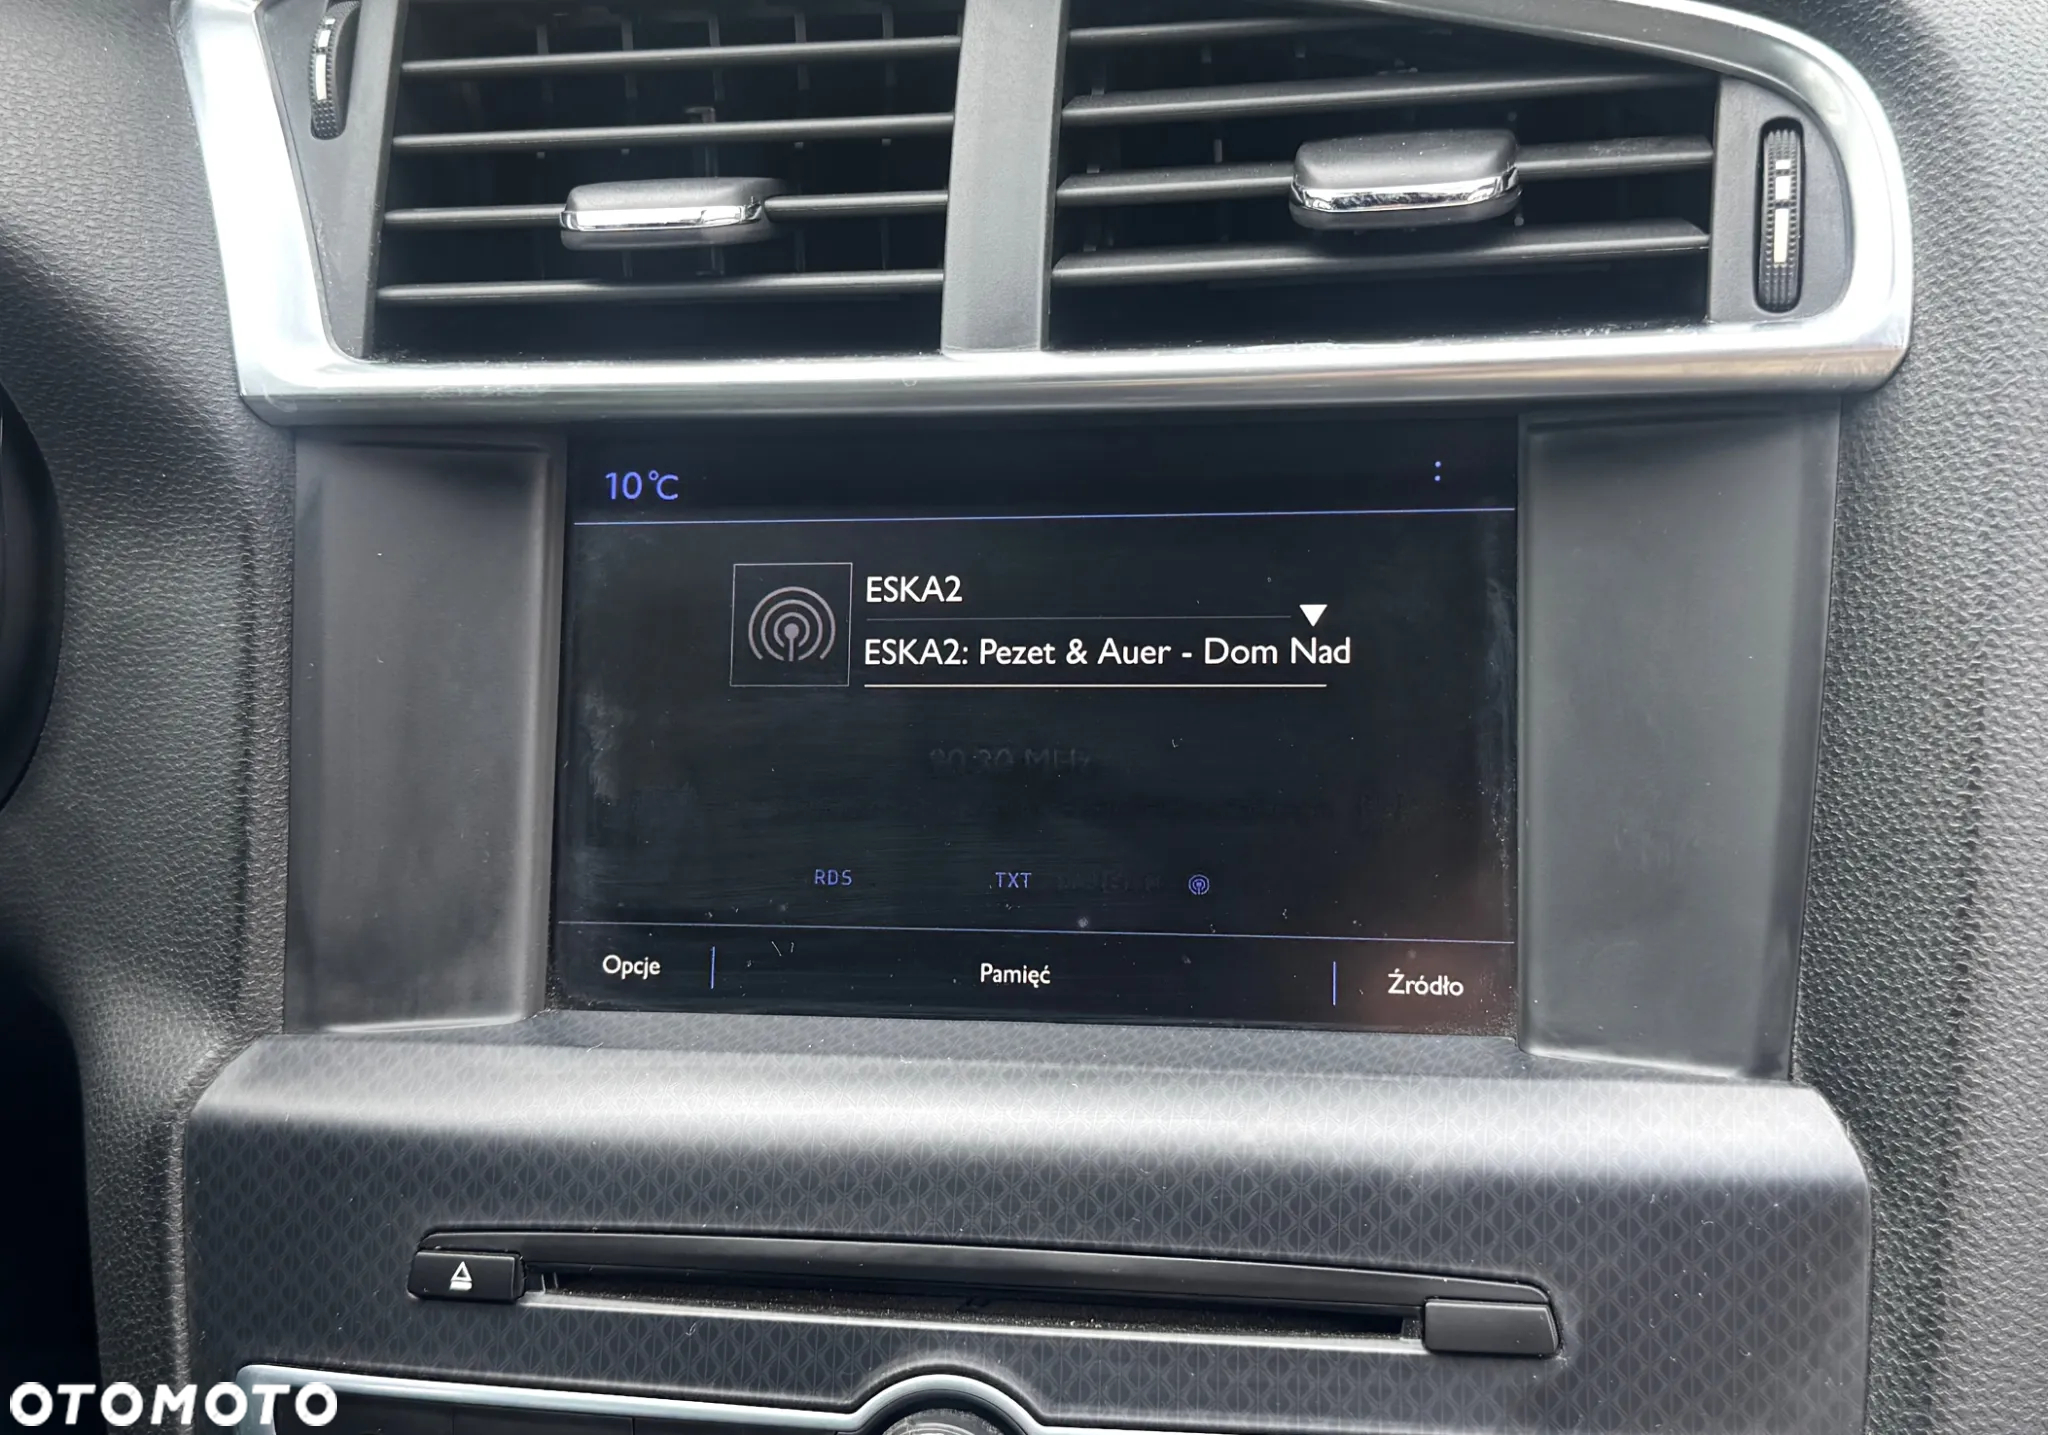 10°C
ESKA2
ESKA2: Pezet & Auer - Dom Nad
RDS TXT
Opcje Pamięć Źródło
OTOMOTO